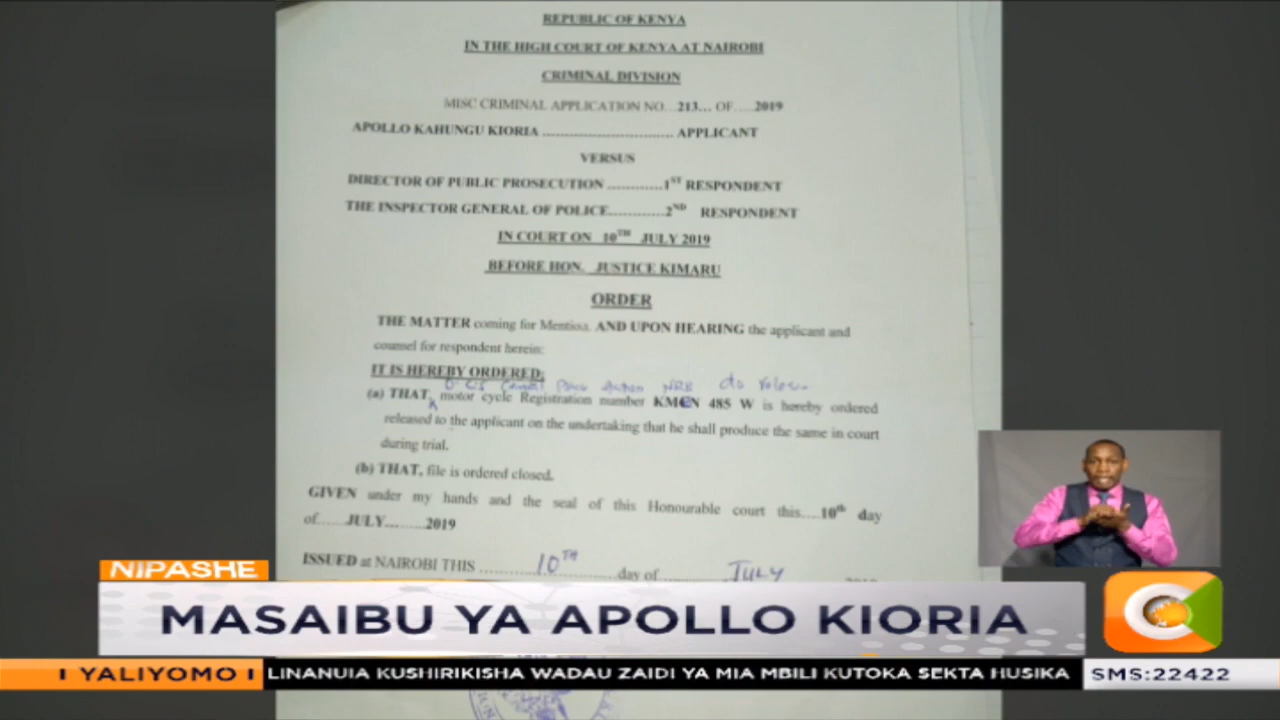 REPUBLIC OF KENYA
IN THE HIGH COURT OF KENYA AT NAIROBI
CRIMINAL DIVISION
MISC CRIMINAL APPLICATION NO...213... OF.....2019
APOLLO KAHUNGU KIORIA .............................. APPLICANT
VERSUS
DIRECTOR OF PUBLIC PROSECUTION .............1ST RESPONDENT
THE INSPECTOR GENERAL OF POLICE.............2ND RESPONDENT
IN COURT ON 10TH JULY 2019
BEFORE HON. JUSTICE KIMARU
ORDER
THE MATTER coming for Mention. AND UPON HEARING the applicant and
counsel for respondent herein:
IT IS HEREBY ORDERED;
(a) THAT, motor cycle Registration number KMEN 485 W is hereby ordered
released to the applicant on the undertaking that he shall produce the same in court
during trial.
(b) THAT, file is ordered closed.
GIVEN under my hands and the seal of this Honourable court this....10th day
of......JULY.......2019
ISSUED at NAIROBI THIS ..........10TH..........day of ..........JULY
NIPASHE
MASAIBU YA APOLLO KIORIA
YALIYOMO
LINANUIA KUSHIRIKISHA WADAU ZAIDI YA MIA MBILI KUTOKA SEKTA HUSIKA
SMS:22422